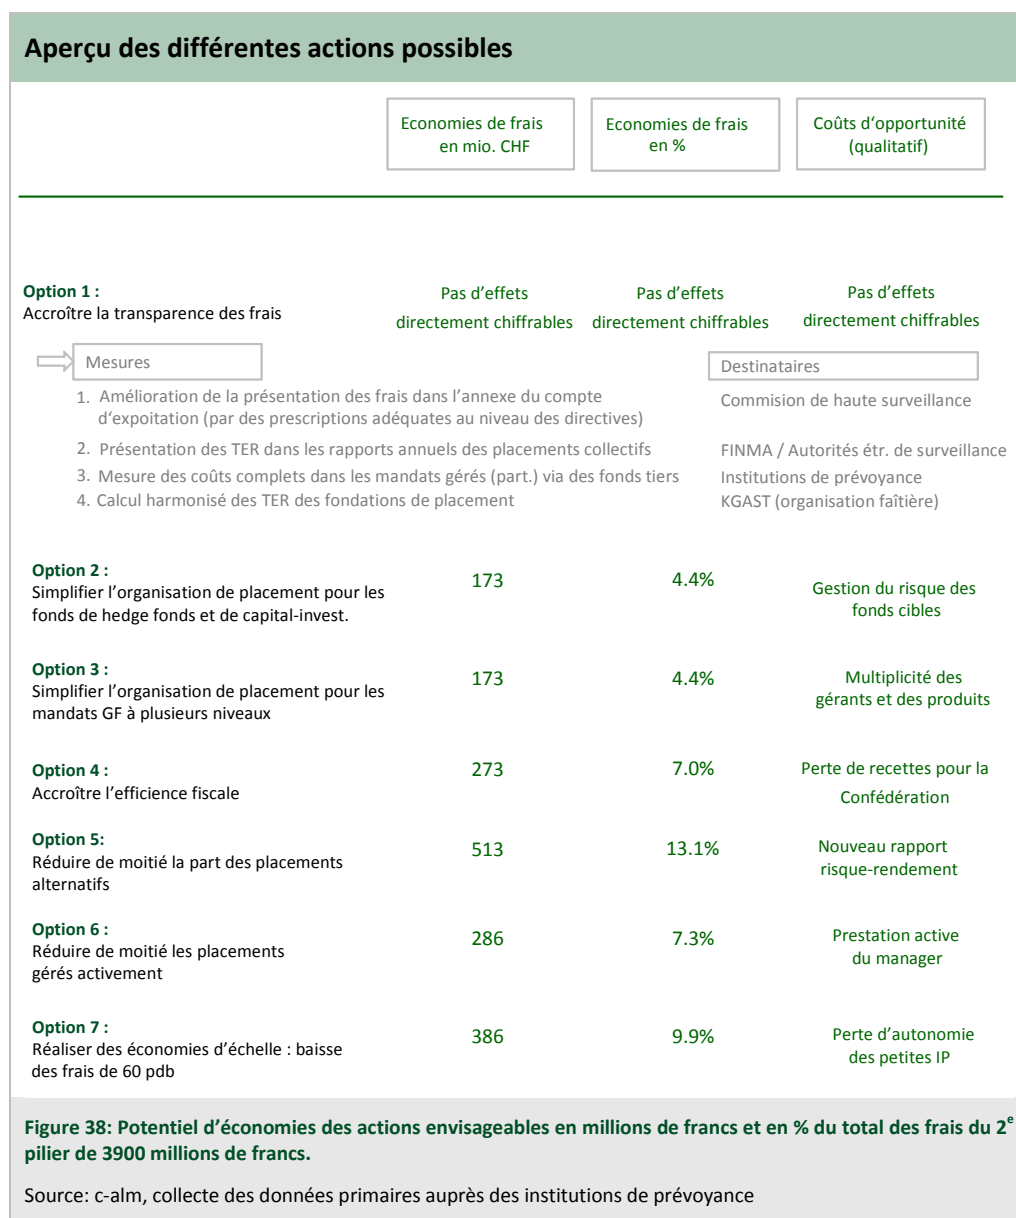 Aperçu des différentes actions possibles
Economies de frais
en mio. CHF
Economies de frais
en %
Coûts d‘opportunité
(qualitatif)
Option 1 :
Accroître la transparence des frais
Pas d’effets
directement chiffrables
Pas d’effets
directement chiffrables
Pas d’effets
directement chiffrables
Mesures
Destinataires
1. Amélioration de la présentation des frais dans l’annexe du compte
d‘expoitation (par des prescriptions adéquates au niveau des directives)
Commision de haute surveillance
2. Présentation des TER dans les rapports annuels des placements collectifs
FINMA / Autorités étr. de surveillance
3. Mesure des coûts complets dans les mandats gérés (part.) via des fonds tiers
Institutions de prévoyance
4. Calcul harmonisé des TER des fondations de placement
KGAST (organisation faîtière)
Option 2 :
Simplifier l’organisation de placement pour les
fonds de hedge fonds et de capital-invest.
173
4.4%
Gestion du risque des
fonds cibles
Option 3 :
Simplifier l’organisation de placement pour les
mandats GF à plusieurs niveaux
173
4.4%
Multiplicité des
gérants et des produits
Option 4 :
Accroître l’efficience fiscale
273
7.0%
Perte de recettes pour la
Confédération
Option 5:
Réduire de moitié la part des placements
alternatifs
513
13.1%
Nouveau rapport
risque-rendement
Option 6 :
Réduire de moitié les placements
gérés activement
286
7.3%
Prestation active
du manager
Option 7 :
Réaliser des économies d’échelle : baisse
des frais de 60 pdb
386
9.9%
Perte d’autonomie
des petites IP
Figure 38: Potentiel d’économies des actions envisageables en millions de francs et en % du total des frais du 2e
pilier de 3900 millions de francs.
Source: c-alm, collecte des données primaires auprès des institutions de prévoyance